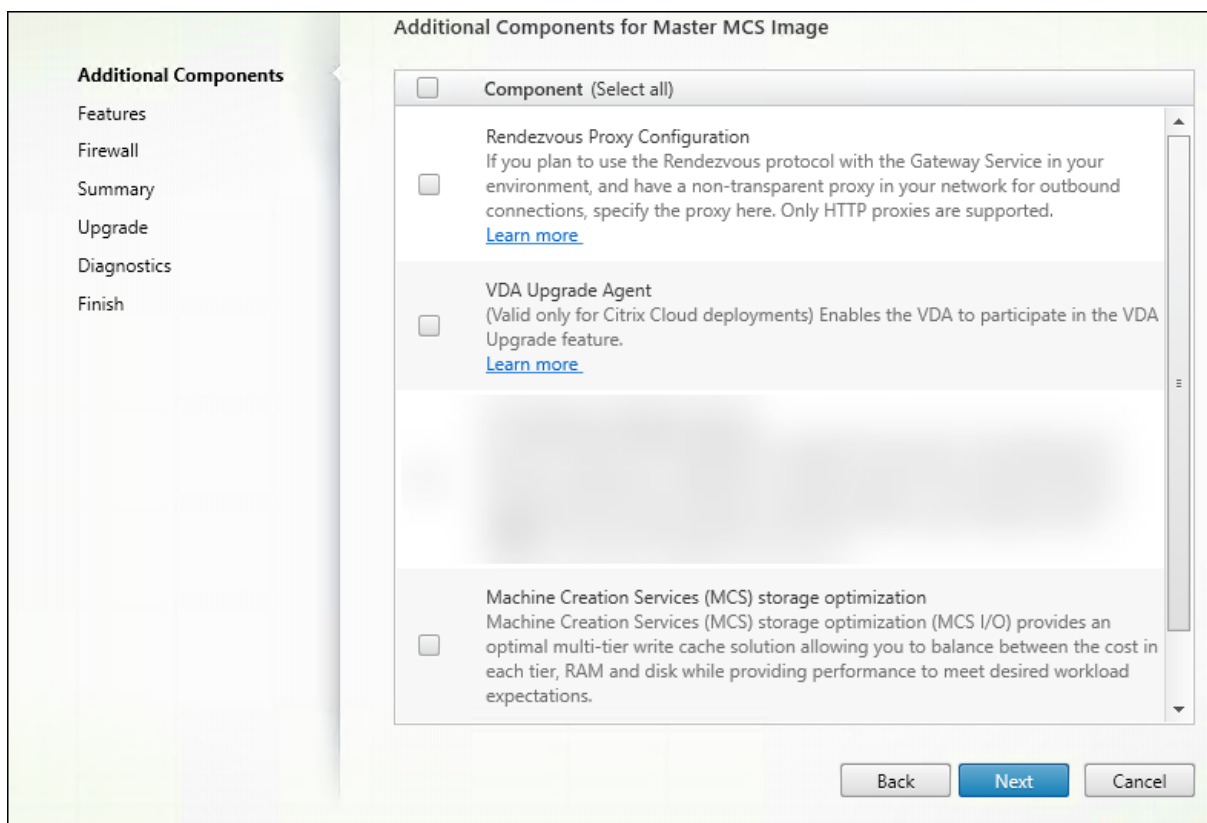 Additional Components for Master MCS Image
Additional Components
Features
Firewall
Summary
Upgrade
Diagnostics
Finish
Component (Select all)
Rendezvous Proxy Configuration
If you plan to use the Rendezvous protocol with the Gateway Service in your
environment, and have a non-transparent proxy in your network for outbound
connections, specify the proxy here. Only HTTP proxies are supported.
Learn more
VDA Upgrade Agent
(Valid only for Citrix Cloud deployments) Enables the VDA to participate in the VDA
Upgrade feature.
Learn more
Machine Creation Services (MCS) storage optimization
Machine Creation Services (MCS) storage optimization (MCS I/O) provides an
optimal multi-tier write cache solution allowing you to balance between the cost in
each tier, RAM and disk while providing performance to meet desired workload
expectations.
Back
Next
Cancel